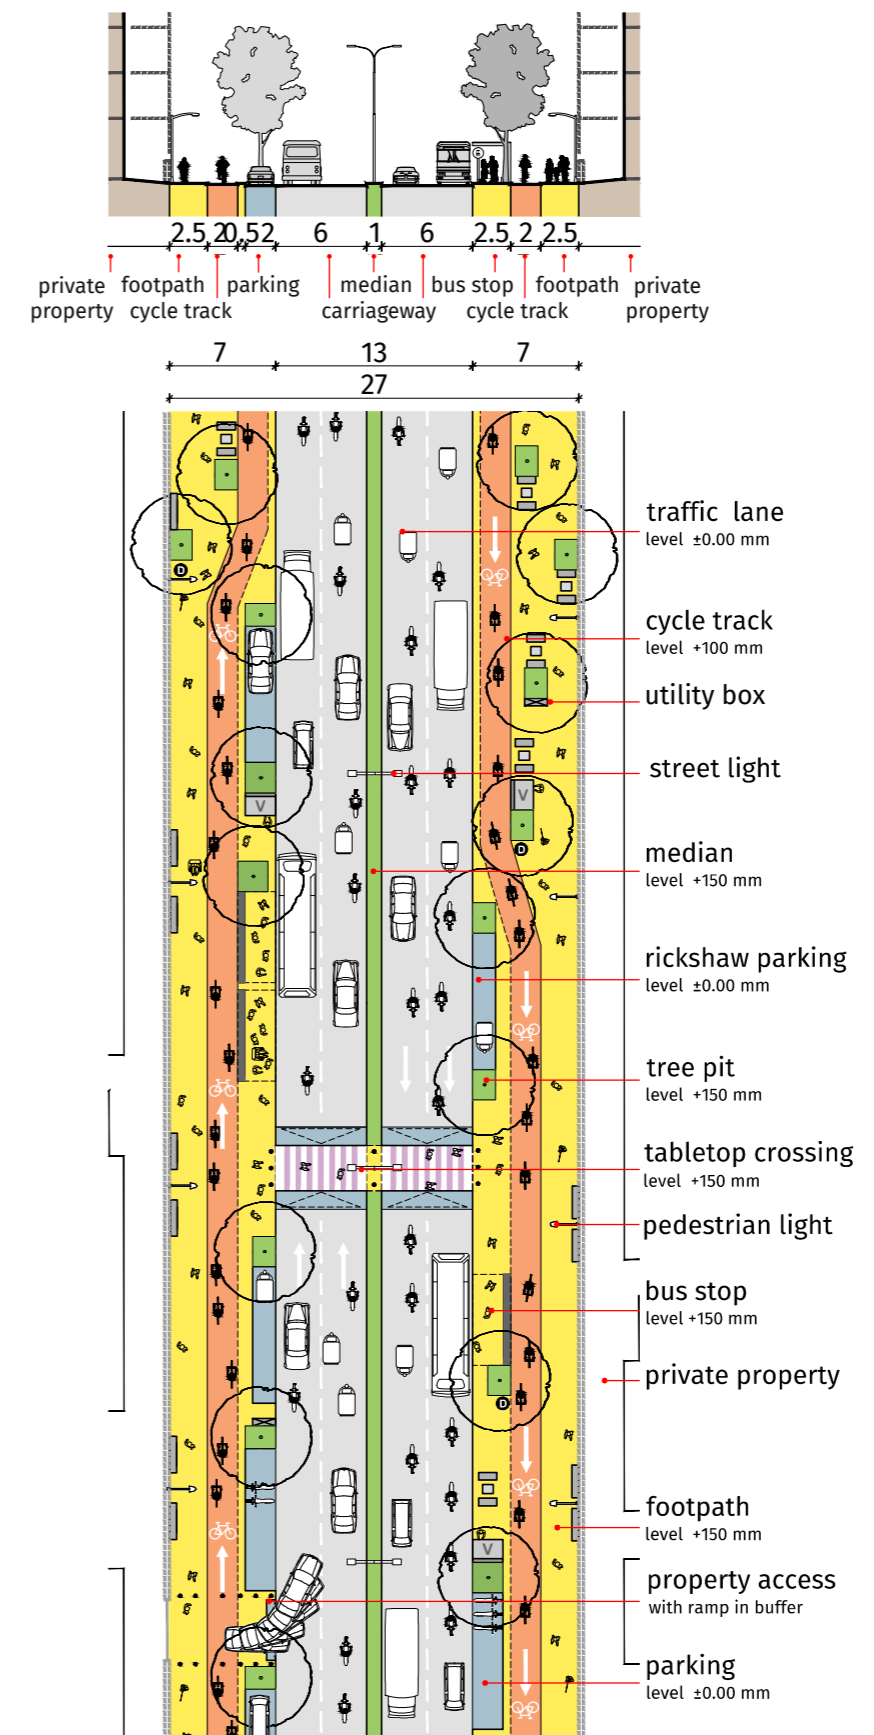 2.5 2 0.5 2 6 1 6 2.5 2 2.5
private footpath parking median bus stop footpath private
property cycle track carriageway cycle track property
7 13 7
27
traffic lane
level ±0.00 mm
D
cycle track
level +100 mm
utility box
street light
V
V
D
median
level +150 mm
rickshaw parking
level ±0.00 mm
tree pit
level +150 mm
tabletop crossing
level +150 mm
pedestrian light
bus stop
level +150 mm
private property
D
footpath
level +150 mm
V
property access
with ramp in buffer
parking
level ±0.00 mm